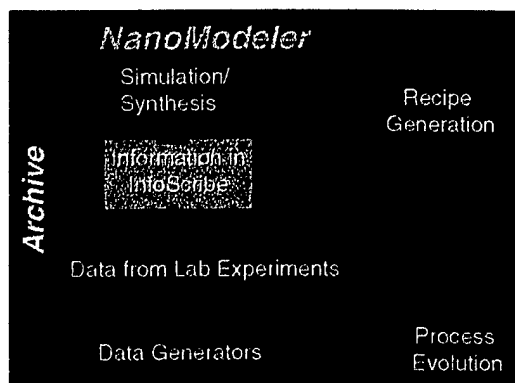 NanoModeler
Simulation/
Synthesis
Recipe
Generation
Information in
InfoScribe
Archive
Data from Lab Experiments
Data Generators
Process
Evolution